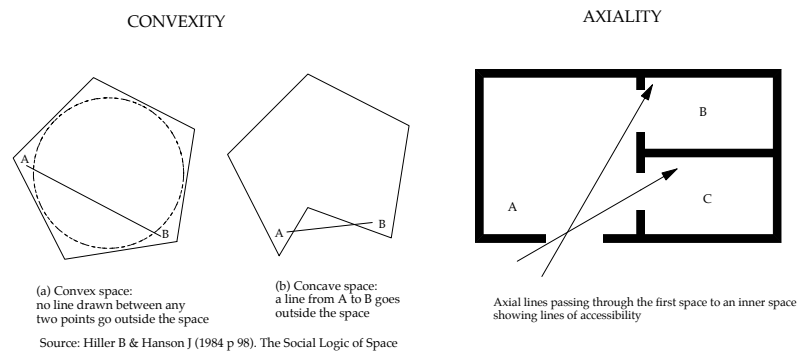 CONVEXITY
A
B
A
B
(a) Convex space:
no line drawn between any
two points go outside the space
(b) Concave space:
a line from A to B goes
outside the space
Source: Hiller B & Hanson J (1984 p 98). The Social Logic of Space
AXIALITY
B
A
C
Axial lines passing through the first space to an inner space
showing lines of accessibility